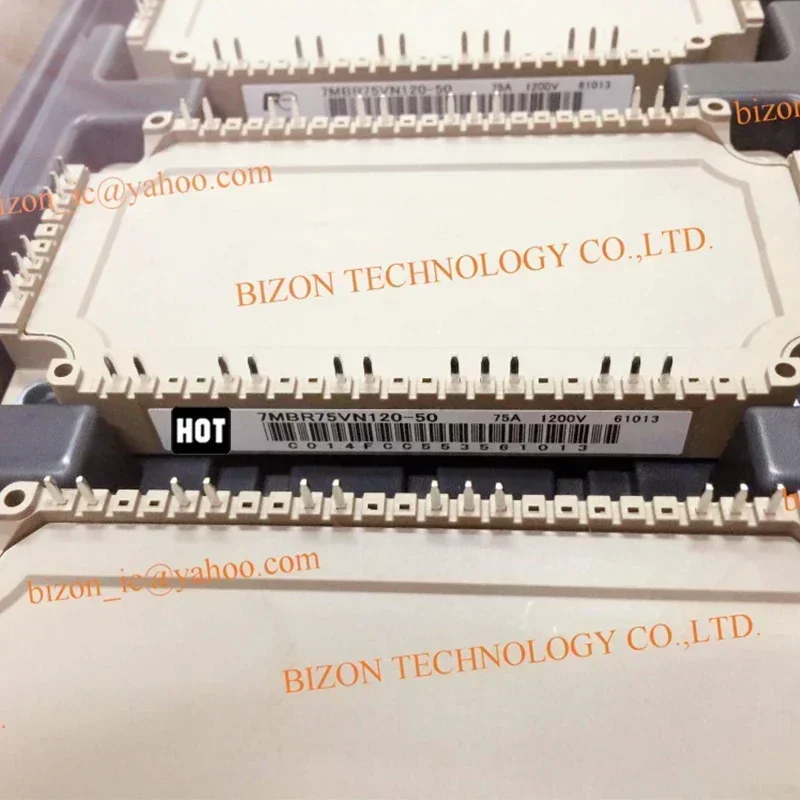 7MBR75VN120-50 75A 1200V 61013
bizon
bizon_ic@yahoo.com
BIZON TECHNOLOGY CO.,LTD.
HOT
7MBR75VN120-50 75A 1200V 61013
C014FCC553561013
bizon_ic@yahoo.com
BIZON TECHNOLOGY CO.,LTD.